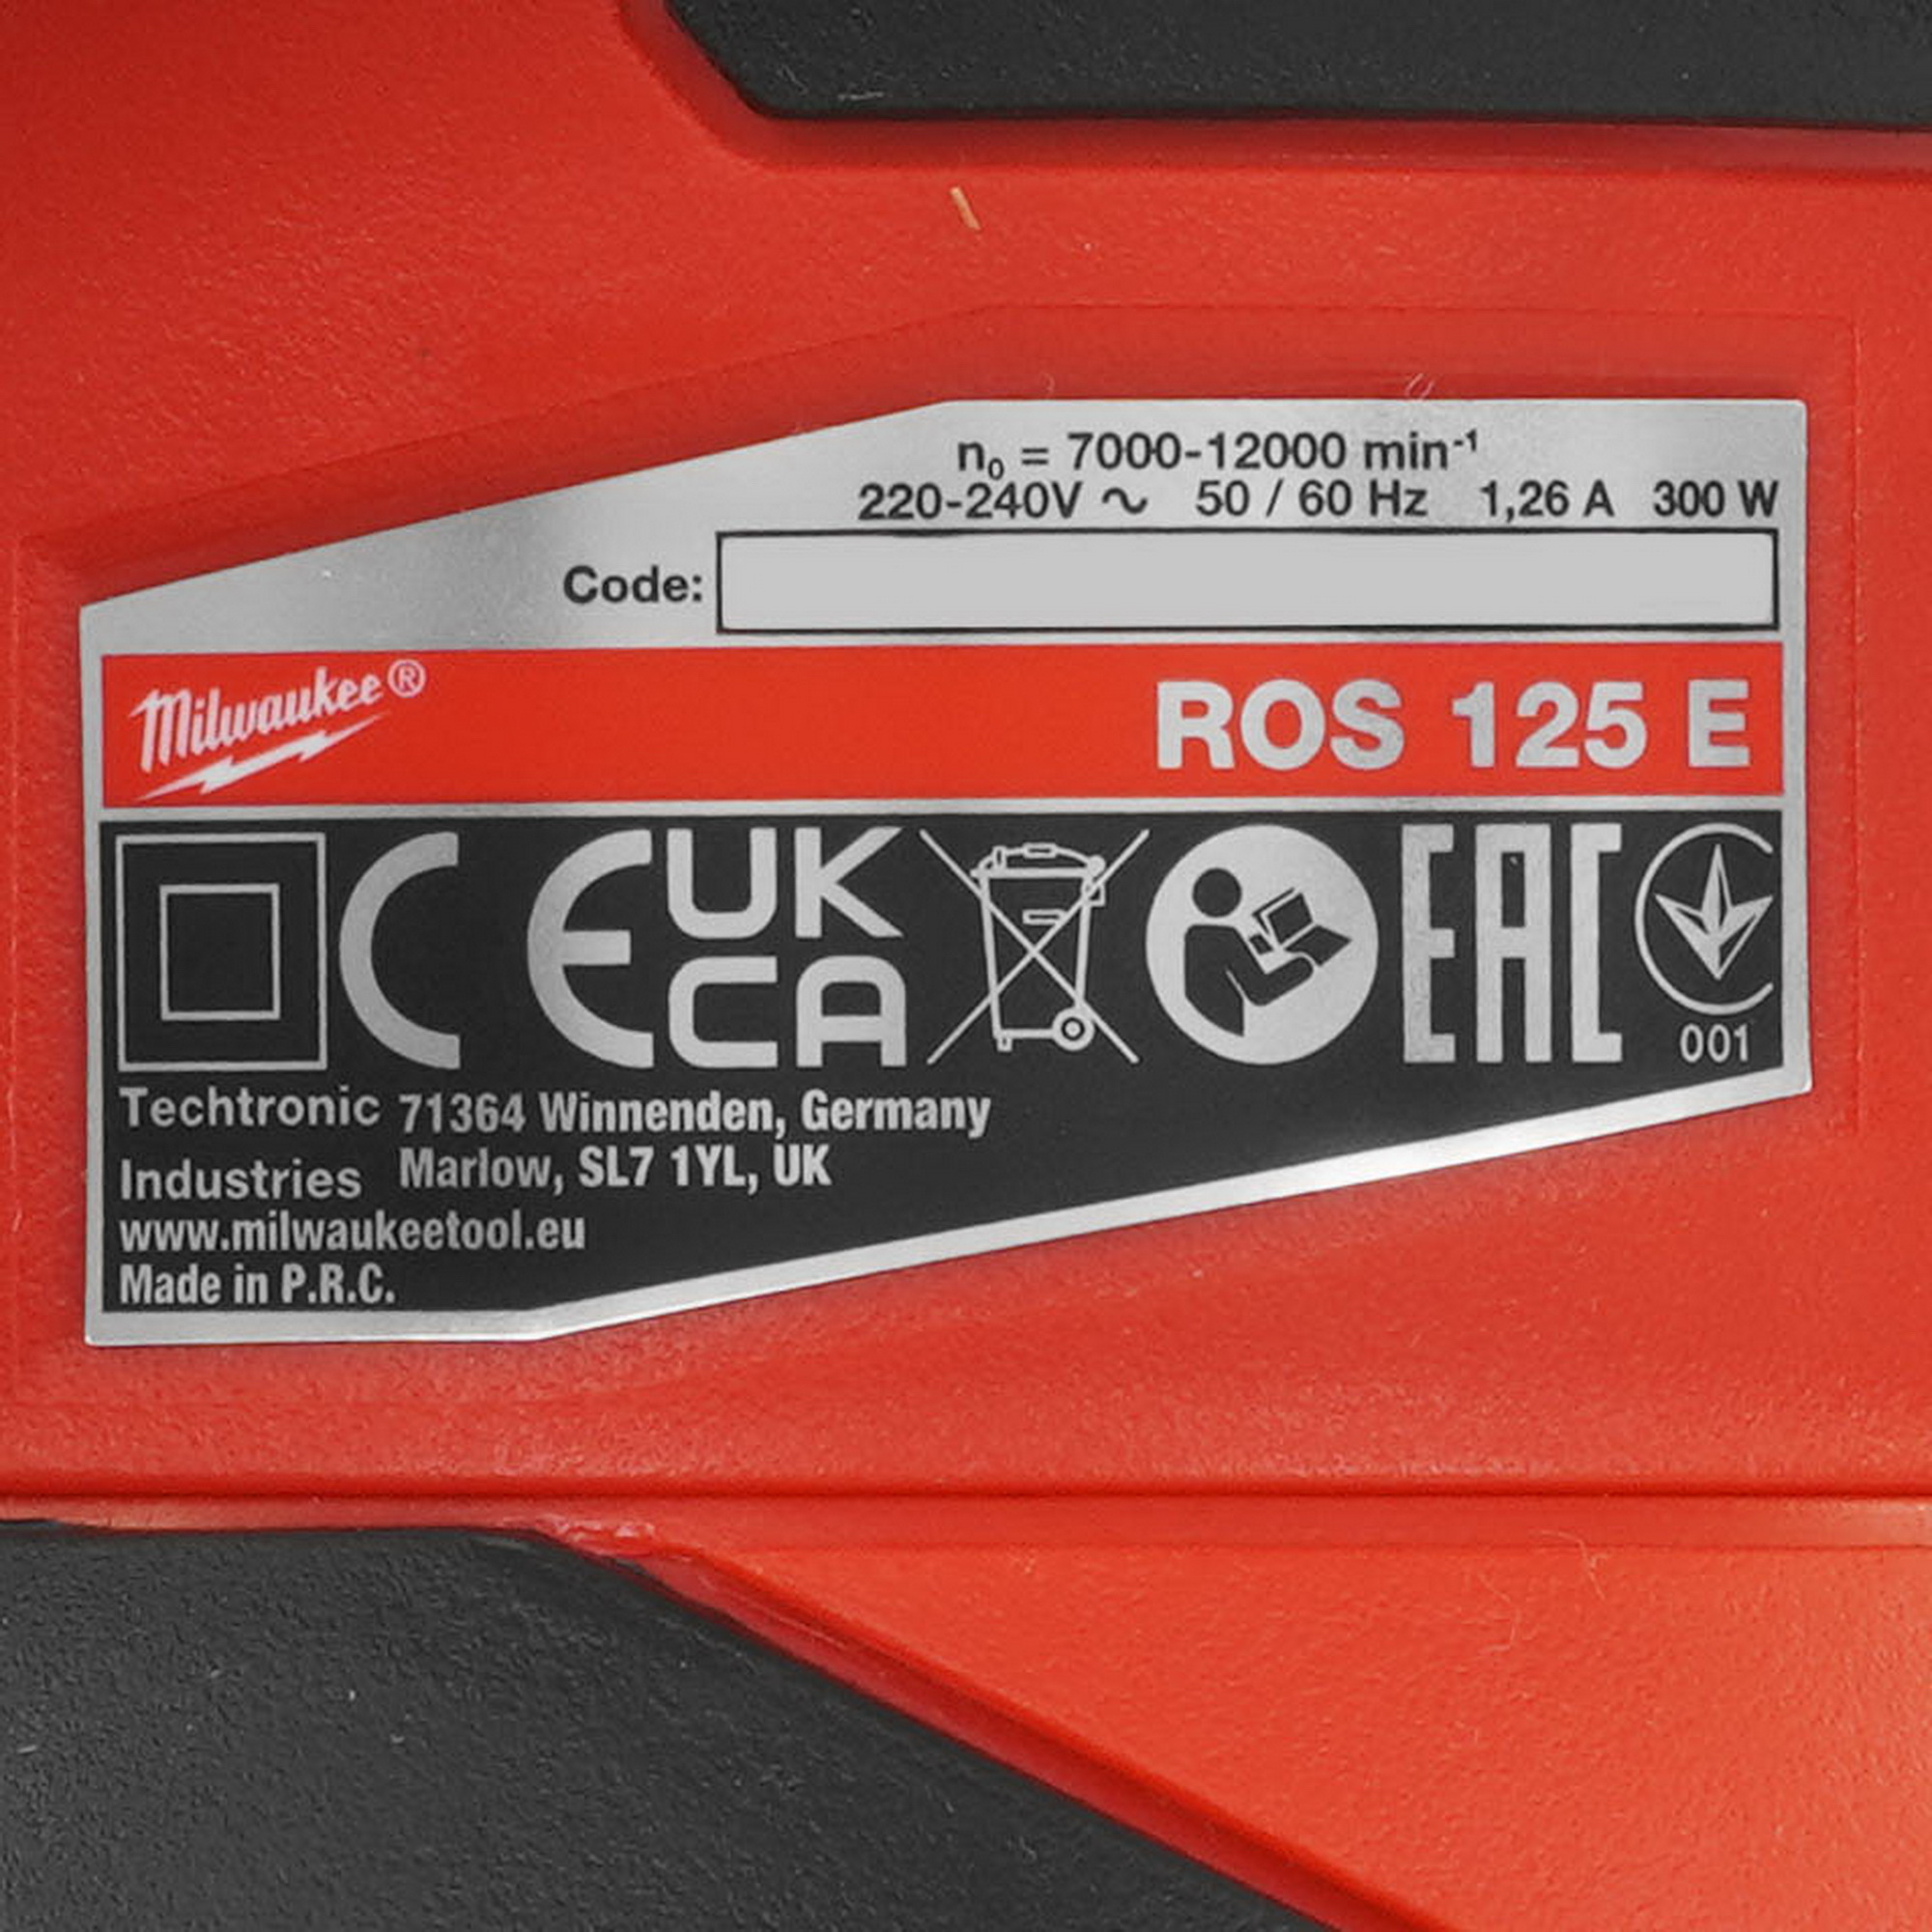 n₀ = 7000-12000 min⁻¹
220-240V ∿ 50 / 60 Hz 1,26 A 300 W
Code:
Milwaukee®
ROS 125 E
CE UK CA EAC
001
Techtronic Industries
71364 Winnenden, Germany
Marlow, SL7 1YL, UK
www.milwaukeetool.eu
Made in P.R.C.